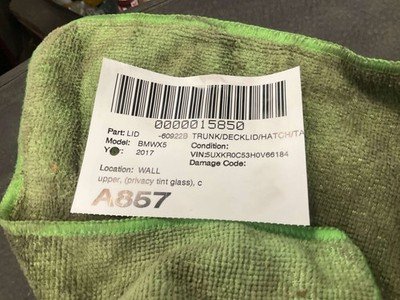 0000015850
Part: LID -60922B TRUNK/DECKLID/HATCH/TA
Model: BMWX5 Condition:
2017 VIN:5UXKR0C53H0V66184
Damage Code:
Location: WALL
upper, (privacy tint glass), c
A857